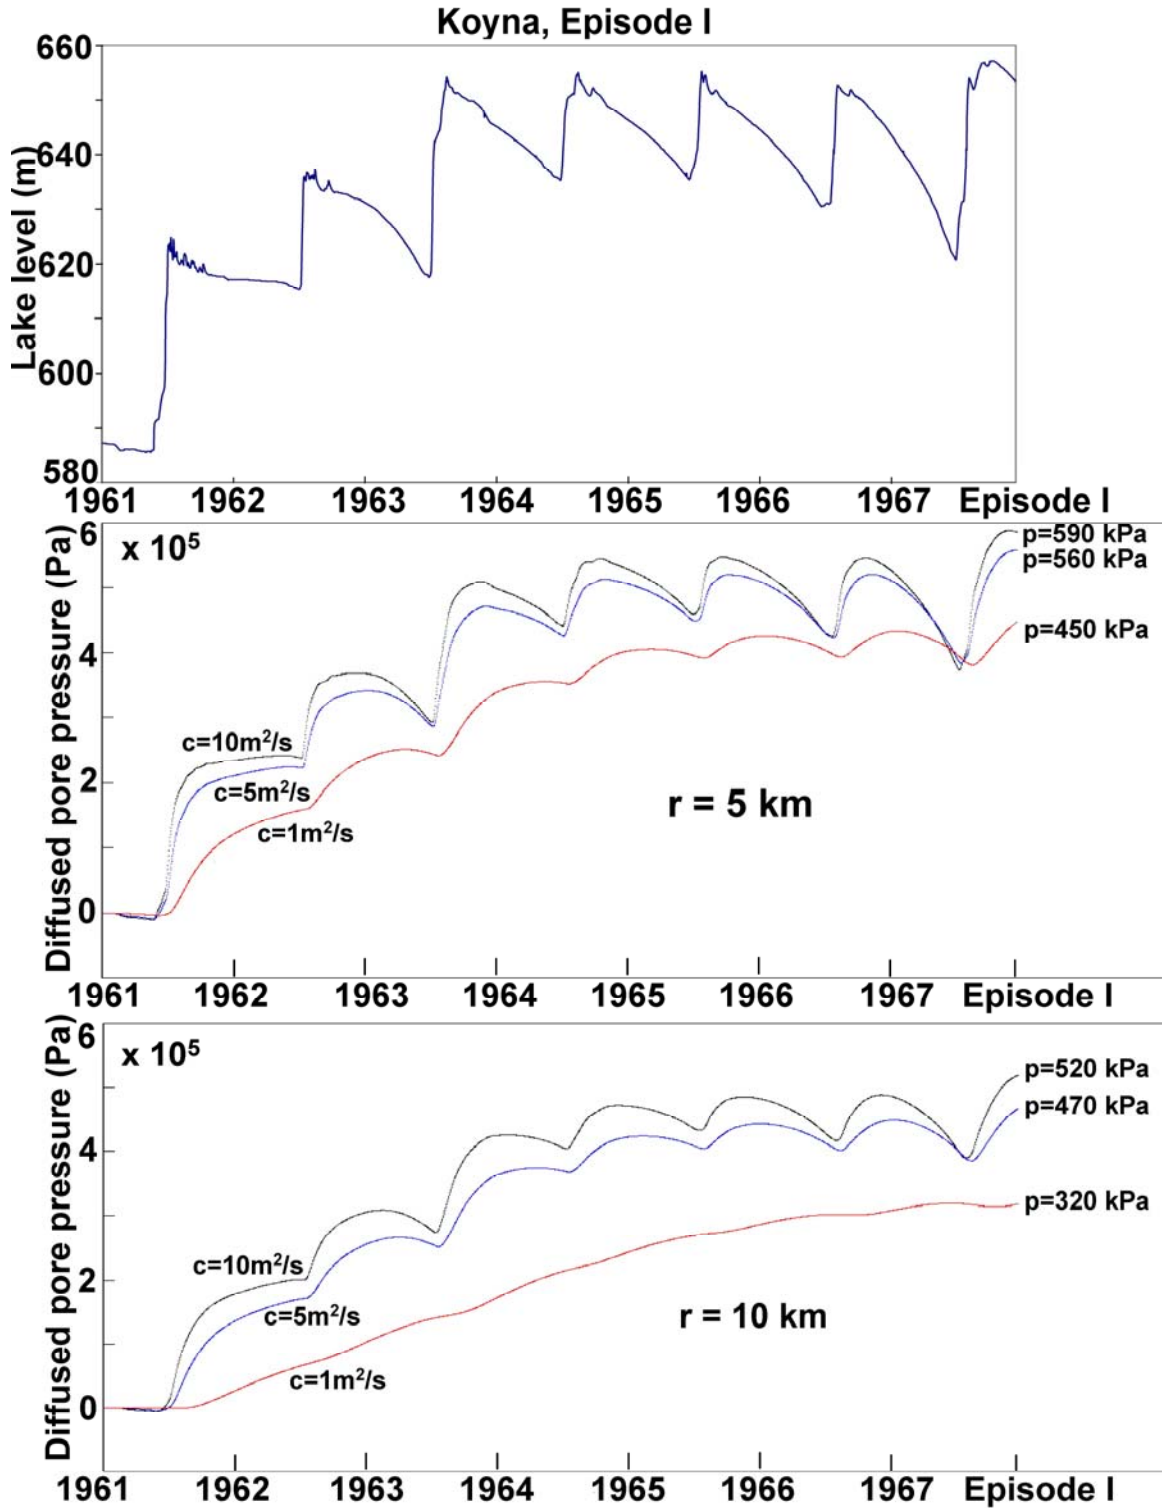 Koyna, Episode I
Lake level (m)
660
640
620
600
580
1961 1962 1963 1964 1965 1966 1967 Episode I
Diffused pore pressure (Pa)
x 10⁵
6
4
2
0
p=590 kPa
p=560 kPa
p=450 kPa
c=10m²/s
c=5m²/s
c=1m²/s
r = 5 km
1961 1962 1963 1964 1965 1966 1967 Episode I
Diffused pore pressure (Pa)
x 10⁵
6
4
2
0
p=520 kPa
p=470 kPa
p=320 kPa
c=10m²/s
c=5m²/s
c=1m²/s
r = 10 km
1961 1962 1963 1964 1965 1966 1967 Episode I